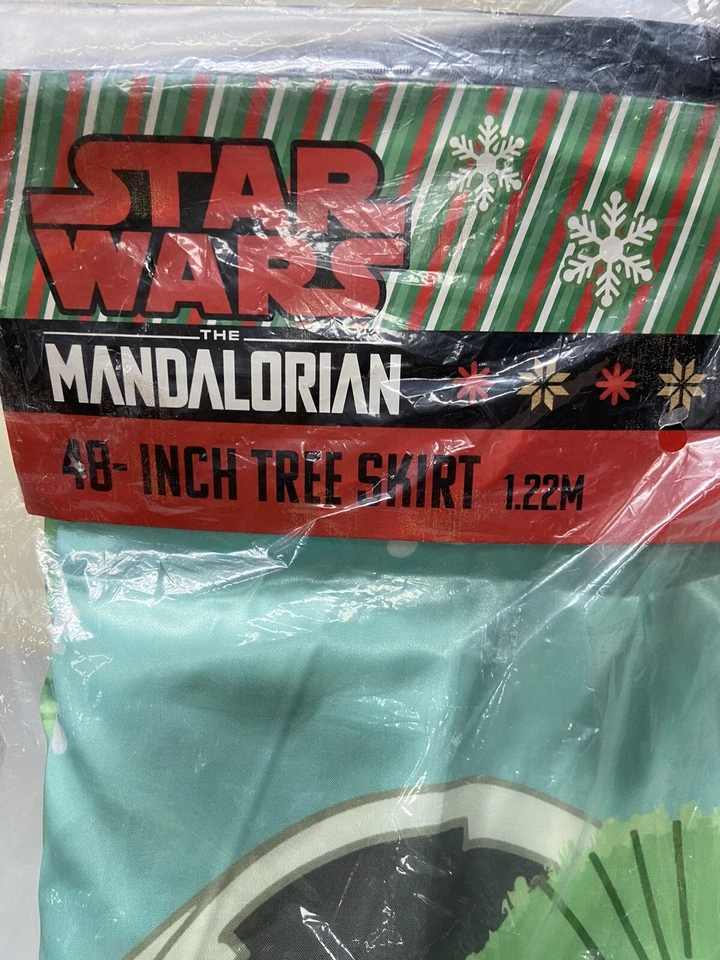 STAR
WARS
THE
MANDALORIAN
48- INCH TREE SKIRT 1.22M